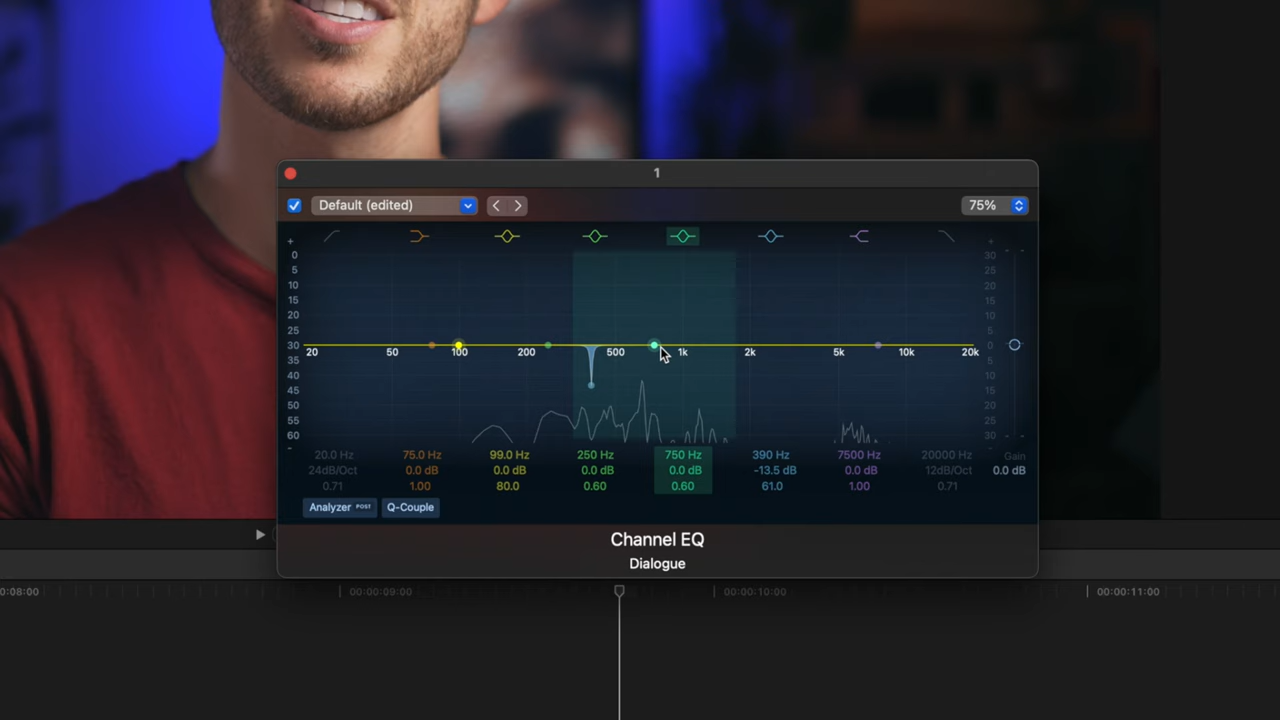 1
Default (edited)
75%
+ +
0 30
5 25
10 20
15 15
20 10
25 5
30 0
20 50 100 200 500 1k 2k 5k 10k 20k
35 5
40 10
45 15
50 20
55 25
60 30
- -
20.0 Hz 75.0 Hz 99.0 Hz 250 Hz 750 Hz 390 Hz 7500 Hz 20000 Hz Gain
24dB/Oct 0.0 dB 0.0 dB 0.0 dB 0.0 dB -13.5 dB 0.0 dB 12dB/Oct 0.0 dB
0.71 1.00 80.0 0.60 0.60 61.0 1.00 0.71
Analyzer POST Q-Couple
Channel EQ
Dialogue
0:08:00 00:00:09:00 00:00:10:00 00:00:11:00